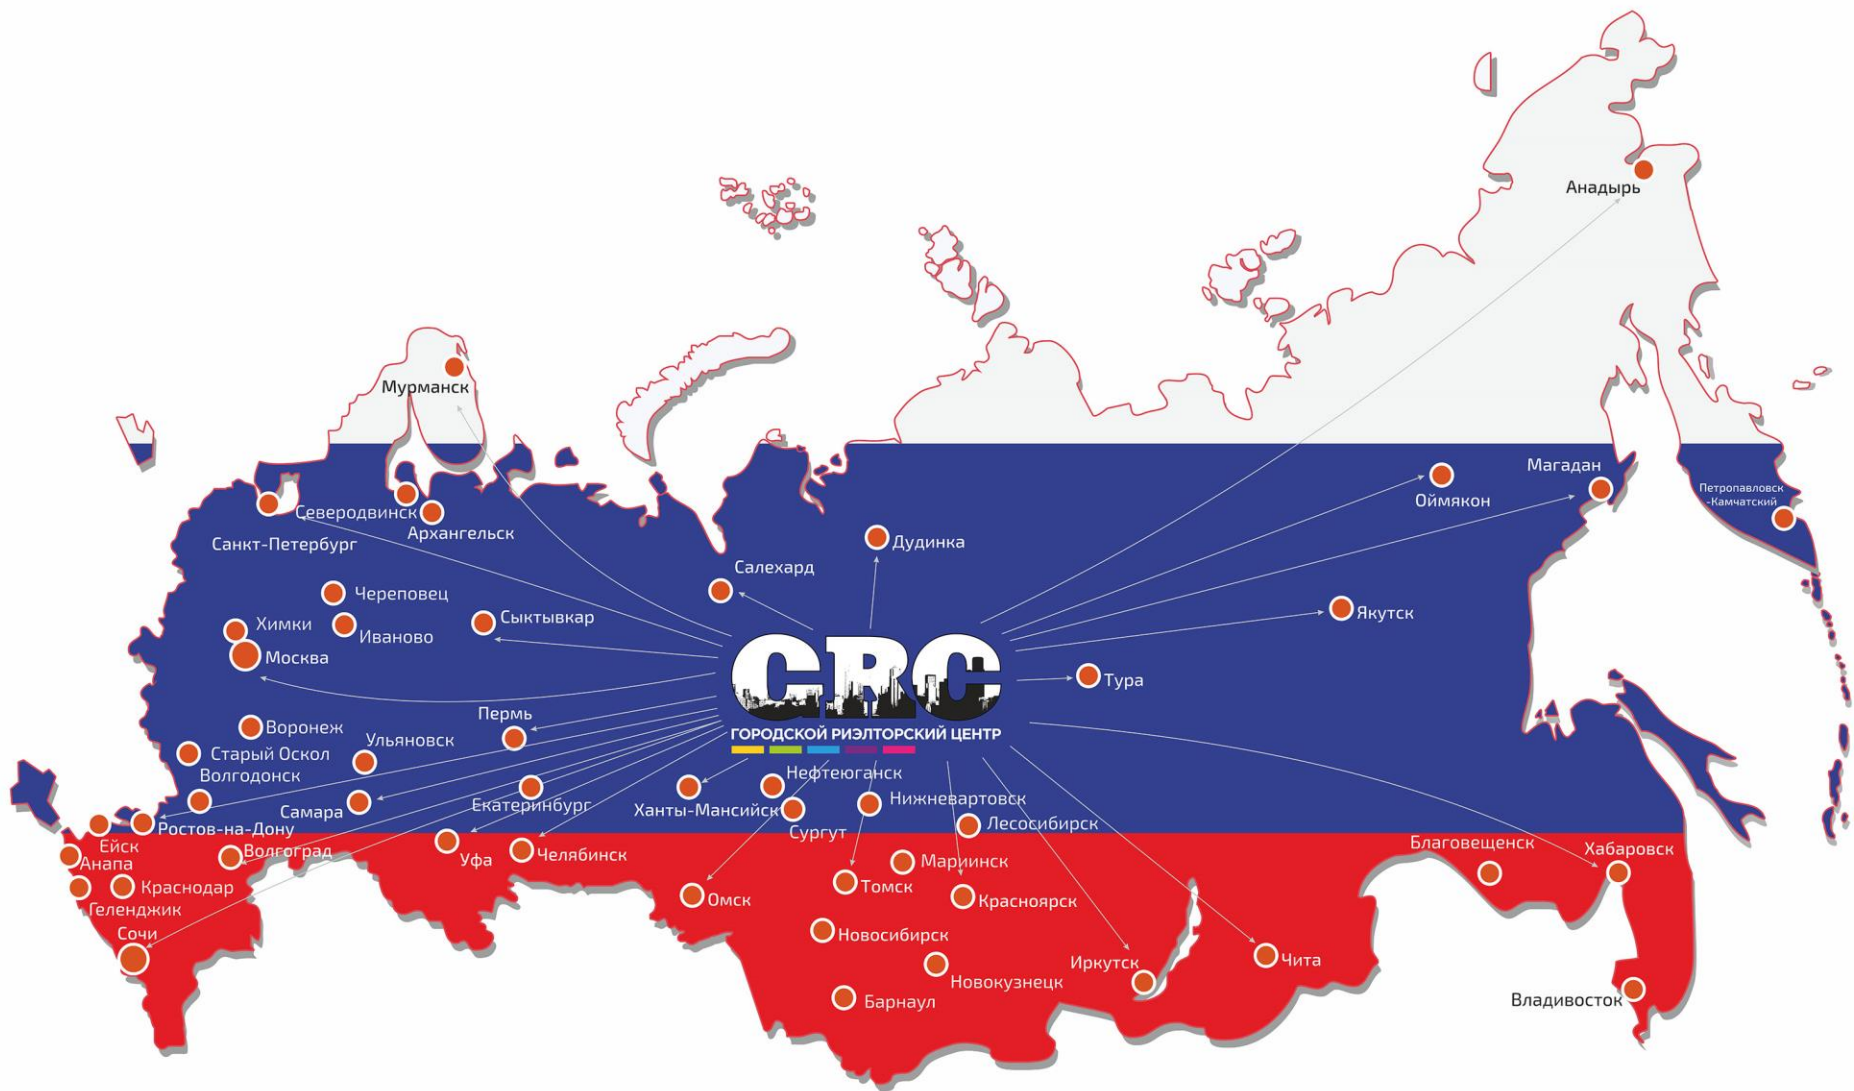 Анадырь
Мурманск
Магадан
Оймякон
Петропавловск
-Камчатский
Северодвинск
Архангельск
Санкт-Петербург
Дудинка
Салехард
Череповец
Сыктывкар
Якутск
Химки
Иваново
Москва
CRC
ГОРОДСКОЙ РИЭЛТОРСКИЙ ЦЕНТР
Тура
Пермь
Воронеж
Ульяновск
Старый Оскол
Волгодонск
Нефтеюганск
Самара
Екатеринбург
Ханты-Мансийск
Нижневартовск
Сургут
Лесосибирск
Ростов-на-Дону
Ейск
Волгоград
Анапа
Уфа
Челябинск
Мариинск
Благовещенск
Хабаровск
Краснодар
Томск
Геленджик
Омск
Красноярск
Сочи
Новосибирск
Иркутск
Чита
Новокузнецк
Барнаул
Владивосток